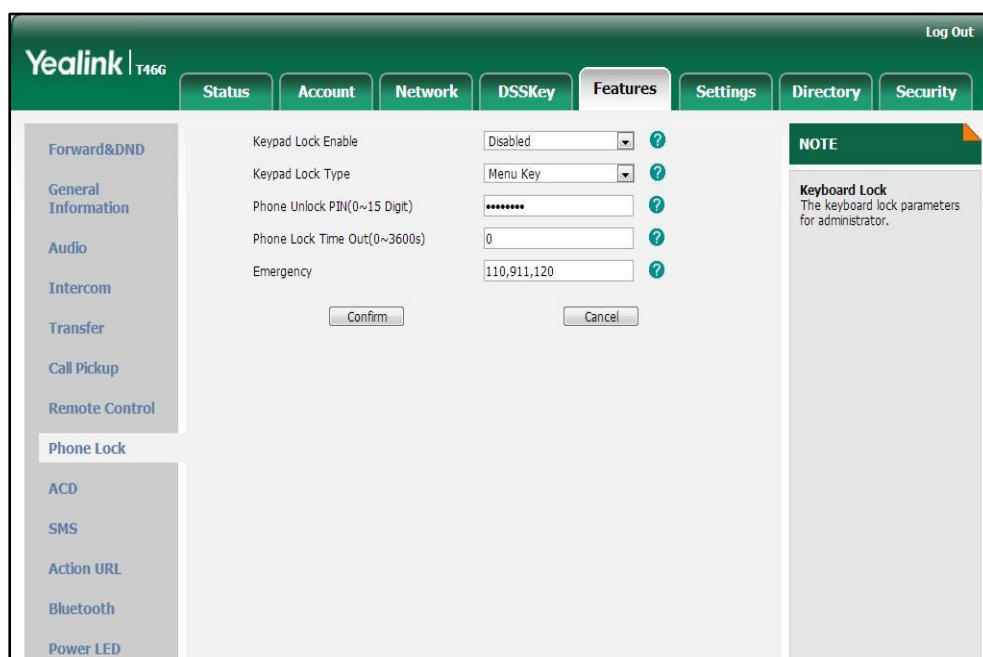 Log Out
Yealink T46G
Status Account Network DSSKey Features Settings Directory Security
Forward&DND
General
Information
Audio
Intercom
Transfer
Call Pickup
Remote Control
Phone Lock
ACD
SMS
Action URL
Bluetooth
Power LED
Keypad Lock Enable Disabled ?
Keypad Lock Type Menu Key ?
Phone Unlock PIN(0~15 Digit) •••••••• ?
Phone Lock Time Out(0~3600s) 0 ?
Emergency 110,911,120 ?
Confirm Cancel
NOTE
Keyboard Lock
The keyboard lock parameters
for administrator.